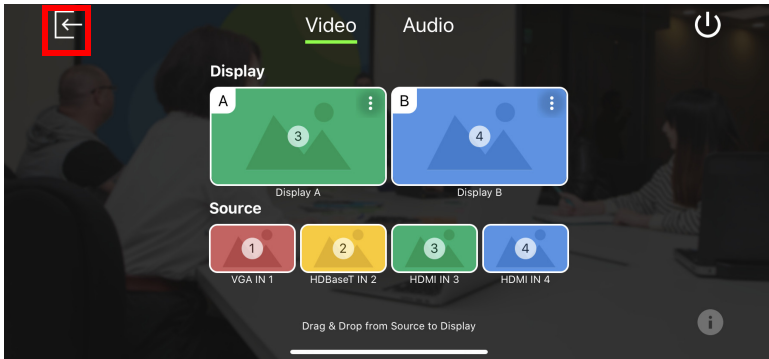 Video Audio
Display
A B
3 4
Display A Display B
Source
1 2 3 4
VGA IN 1 HDBaseT IN 2 HDMI IN 3 HDMI IN 4
Drag & Drop from Source to Display
i